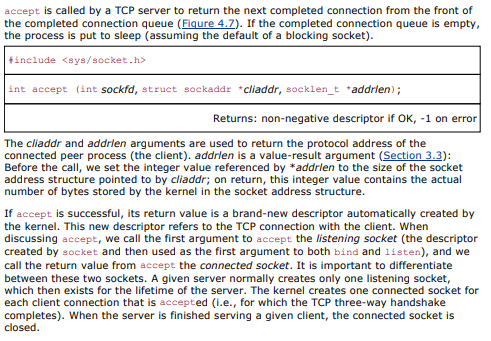 accept is called by a TCP server to return the next completed connection from the front of
the completed connection queue (Figure 4.7). If the completed connection queue is empty,
the process is put to sleep (assuming the default of a blocking socket).
#include <sys/socket.h>
int accept (int sockfd, struct sockaddr *cliaddr, socklen_t *addrlen);
Returns: non-negative descriptor if OK, -1 on error
The cliaddr and addrlen arguments are used to return the protocol address of the
connected peer process (the client). addrlen is a value-result argument (Section 3.3):
Before the call, we set the integer value referenced by *addrlen to the size of the socket
address structure pointed to by cliaddr; on return, this integer value contains the actual
number of bytes stored by the kernel in the socket address structure.
If accept is successful, its return value is a brand-new descriptor automatically created by
the kernel. This new descriptor refers to the TCP connection with the client. When
discussing accept, we call the first argument to accept the listening socket (the descriptor
created by socket and then used as the first argument to both bind and listen), and we
call the return value from accept the connected socket. It is important to differentiate
between these two sockets. A given server normally creates only one listening socket,
which then exists for the lifetime of the server. The kernel creates one connected socket for
each client connection that is accepted (i.e., for which the TCP three-way handshake
completes). When the server is finished serving a given client, the connected socket is
closed.